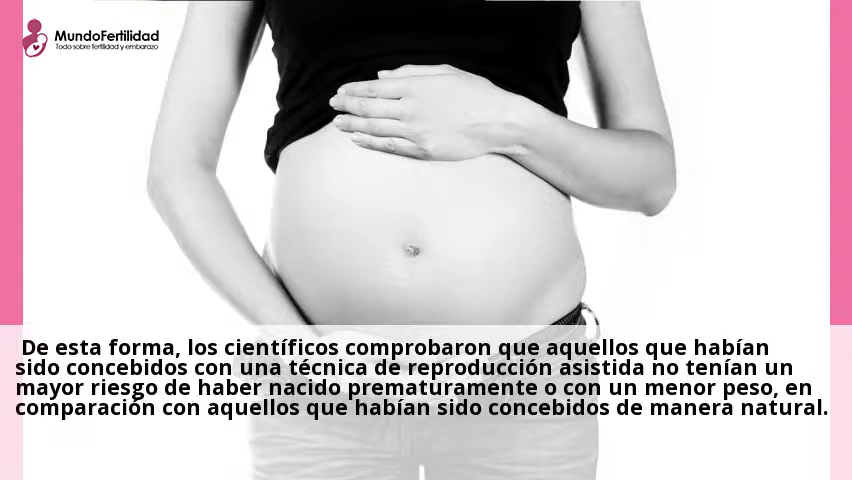 MundoFertilidad
Todo sobre fertilidad y embarazo
De esta forma, los científicos comprobaron que aquellos que habían
sido concebidos con una técnica de reproducción asistida no tenían un
mayor riesgo de haber nacido prematuramente o con un menor peso, en
comparación con aquellos que habían sido concebidos de manera natural.